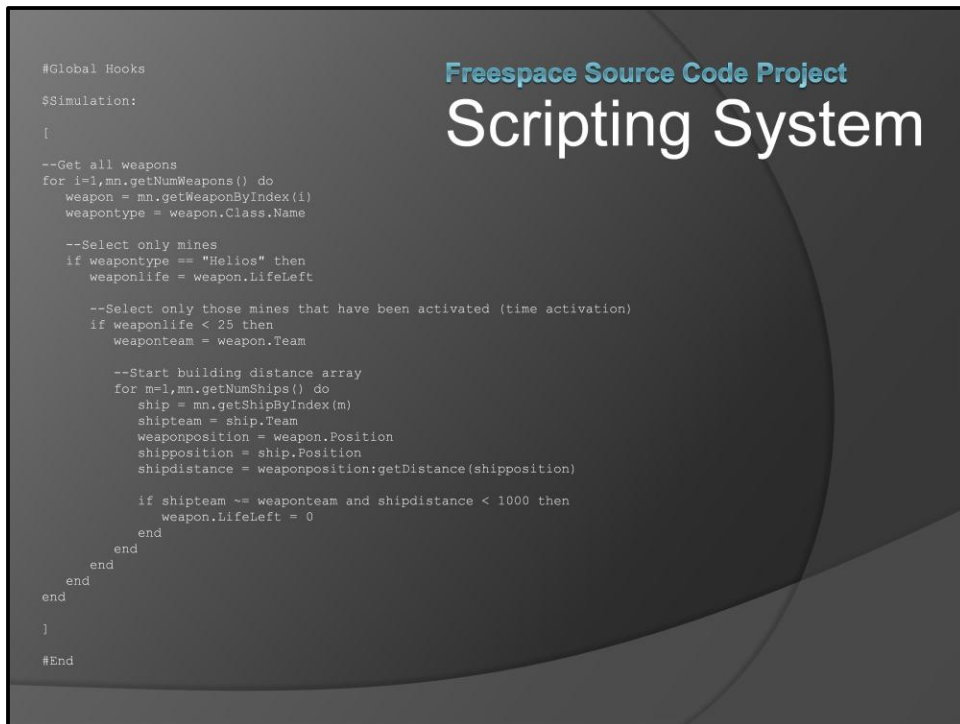 Freespace Source Code Project
Scripting System
#Global Hooks
$Simulation:
[
--Get all weapons
for i=1,mn.getNumWeapons() do
weapon = mn.getWeaponByIndex(i)
weapontype = weapon.Class.Name
--Select only mines
if weapontype == "Helios" then
weaponlife = weapon.LifeLeft
--Select only those mines that have been activated (time activation)
if weaponlife < 25 then
weaponteam = weapon.Team
--Start building distance array
for m=1,mn.getNumShips() do
ship = mn.getShipByIndex(m)
shipteam = ship.Team
weaponposition = weapon.Position
shipposition = ship.Position
shipdistance = weaponposition:getDistance(shipposition)
if shipteam ~= weaponteam and shipdistance < 1000 then
weapon.LifeLeft = 0
end
end
end
end
end
]
#End